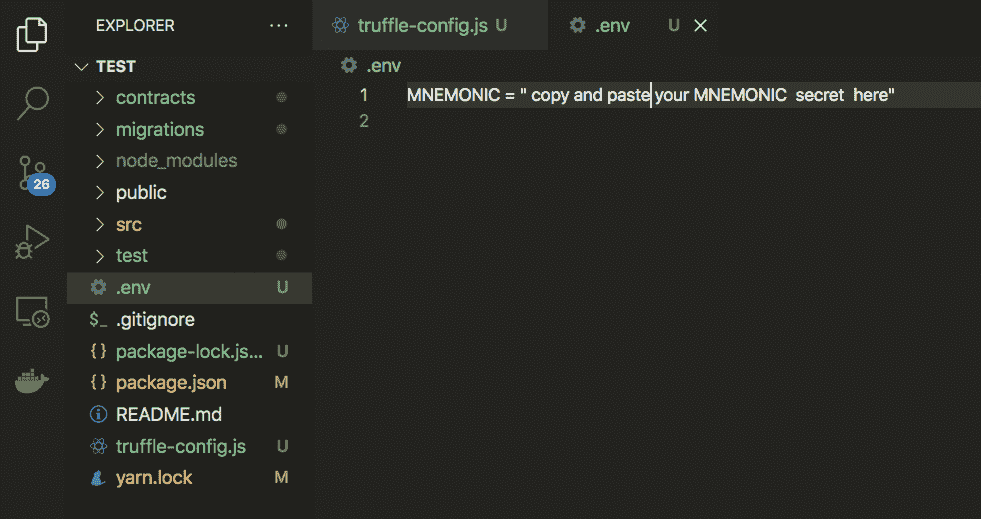 EXPLORER ...
TEST
contracts
migrations
node_modules
public
src
test
.env U
$_ .gitignore
{} package-lock.js... U
{} package.json M
README.md
truffle-config.js U
yarn.lock M
26
truffle-config.js U
.env U
.env
1 MNEMONIC = " copy and paste your MNEMONIC  secret  here"
2